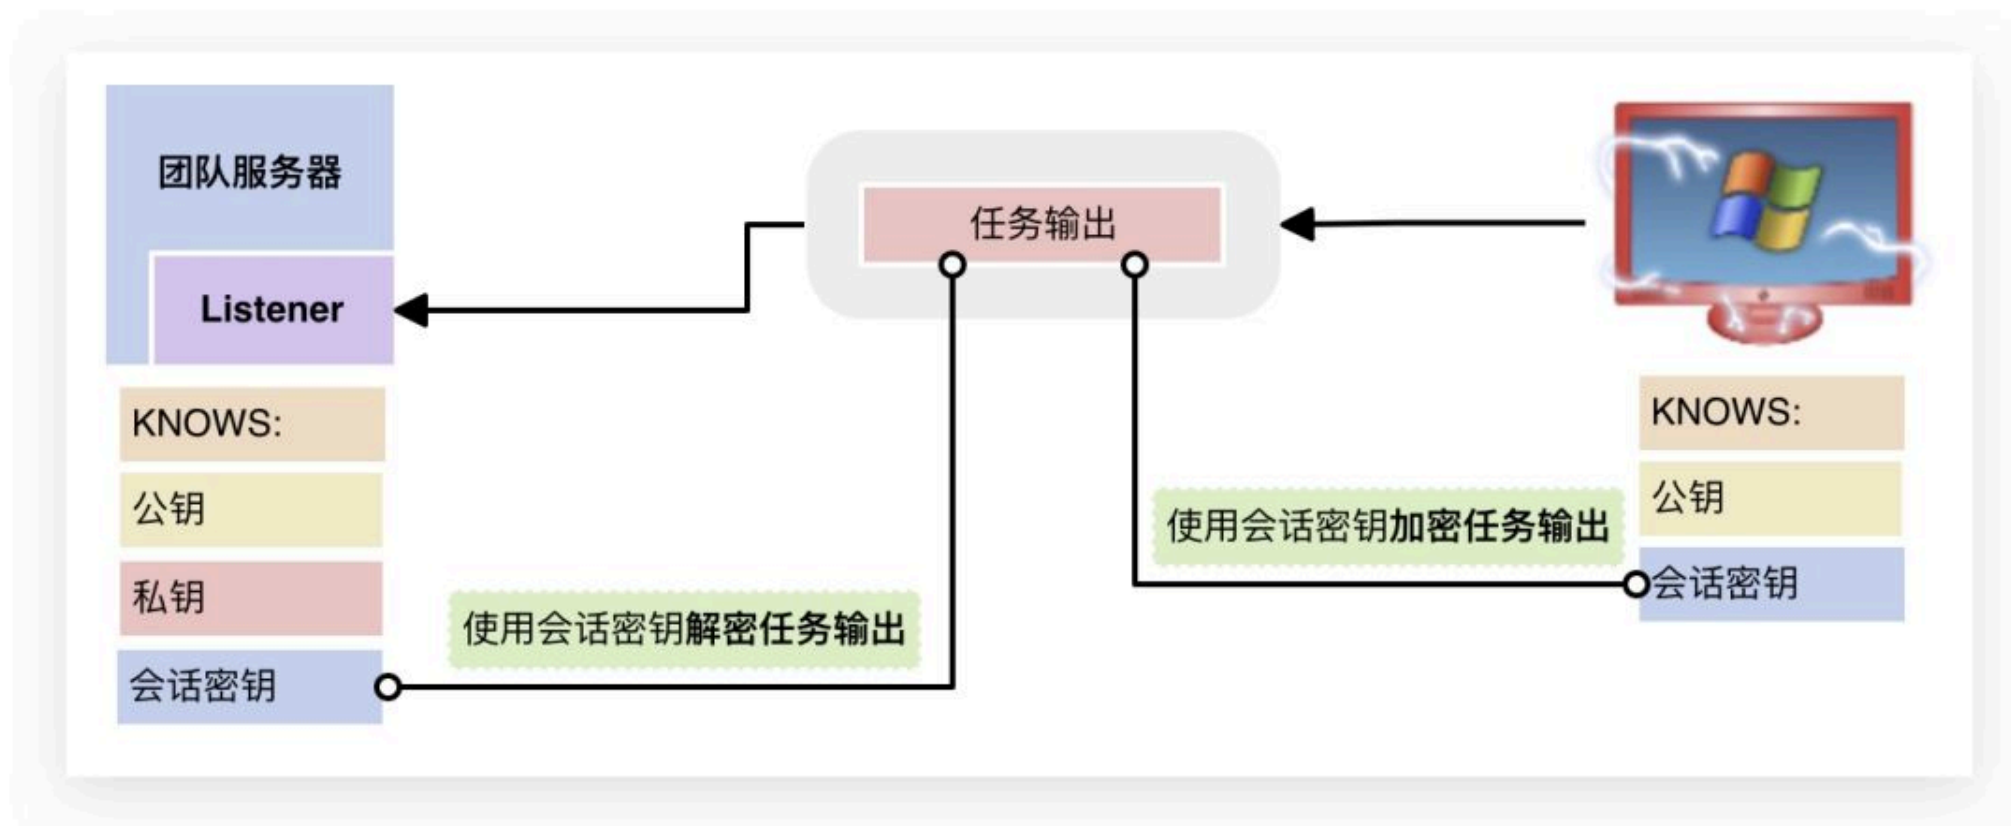 团队服务器
Listener
KNOWS:
公钥
私钥
会话密钥
任务输出
使用会话密钥解密任务输出
使用会话密钥加密任务输出
KNOWS:
公钥
会话密钥